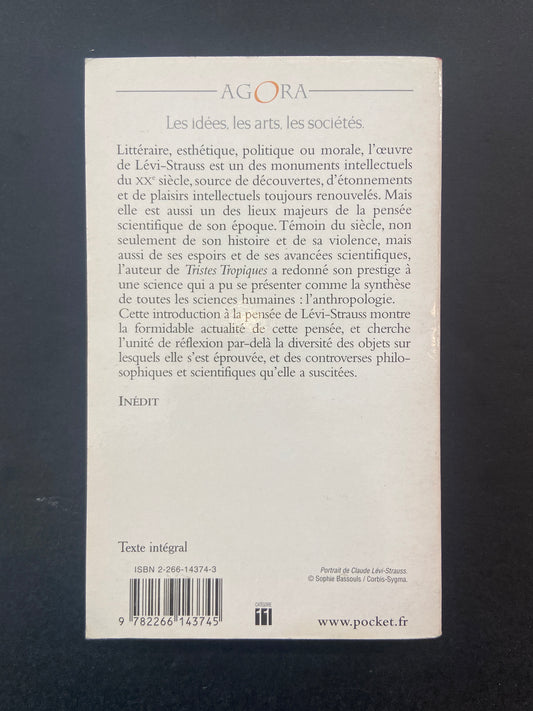 AGORA
Les idées, les arts, les sociétés.
Littéraire, esthétique, politique ou morale, l'œuvre
de Lévi-Strauss est un des monuments intellectuels
du XXe siècle, source de découvertes, d'étonnements
et de plaisirs intellectuels toujours renouvelés. Mais
elle est aussi un des lieux majeurs de la pensée
scientifique de son époque. Témoin du siècle, non
seulement de son histoire et de sa violence, mais
aussi de ses espoirs et de ses avancées scientifiques,
l'auteur de Tristes Tropiques a redonné son prestige à
une science qui a pu se présenter comme la synthèse
de toutes les sciences humaines : l'anthropologie.
Cette introduction à la pensée de Lévi-Strauss montre
la formidable actualité de cette pensée, et cherche
l'unité de réflexion par-delà la diversité des objets sur
lesquels elle s'est éprouvée, et des controverses philo-
sophiques et scientifiques qu'elle a suscitées.
INÉDIT
Texte intégral
ISBN 2-266-14374-3
Portrait de Claude Lévi-Strauss.
© Sophie Bassouls / Corbis-Sygma.
CATÉGORIE
11
9 782266 143745
www.pocket.fr